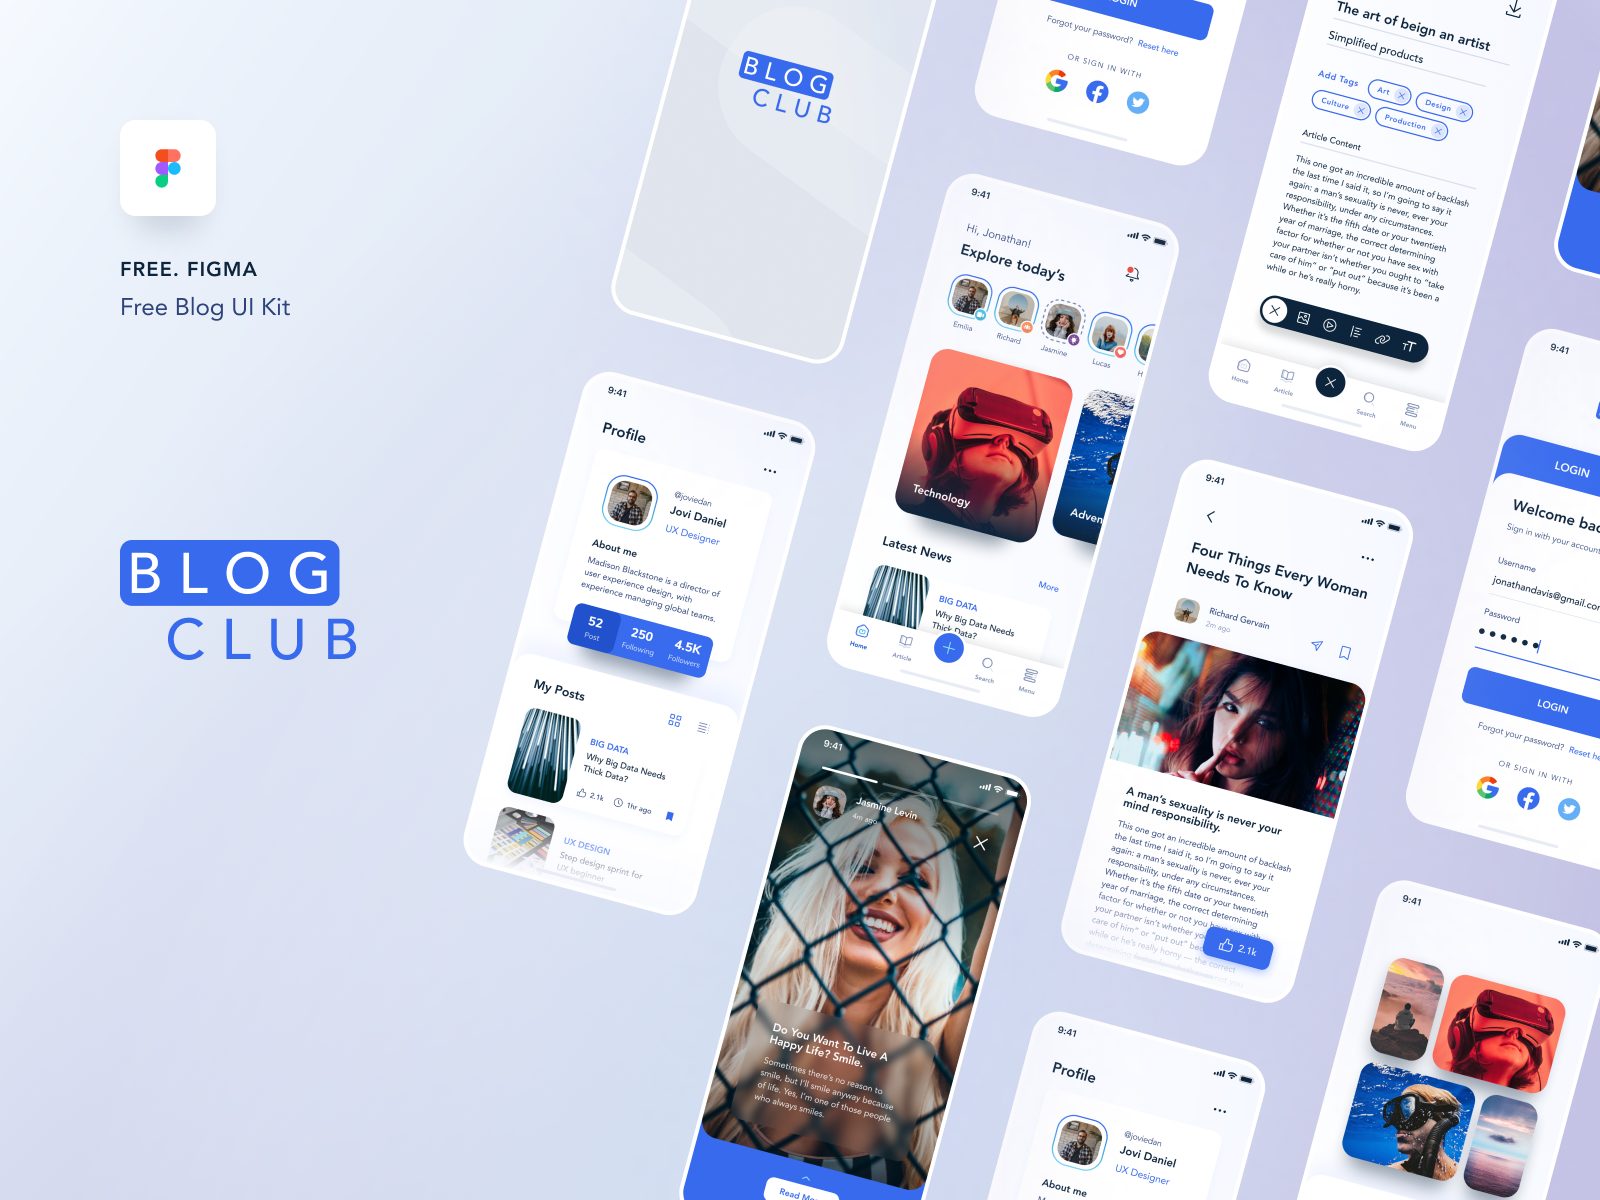 FREE. FIGMA
Free Blog UI Kit
BLOG
CLUB
BLOG
CLUB
9:41
Profile
@joviedan
Jovi Daniel
UX Designer
About me
Madison Blackstone is a director of
user experience design, with
experience managing global teams.
52
Post
250
Following
4.5K
Followers
My Posts
BIG DATA
Why Big Data Needs
Thick Data?
2.1k
1hr ago
UX DESIGN
Step design sprint for
UX beginner
LOGIN
Forgot your password? Reset here
OR SIGN IN WITH
9:41
Hi, Jonathan!
Explore today's
Emilia
Richard
Jasmine
Lucas
H
Technology
Adven
Latest News
More
BIG DATA
Why Big Data Needs
Thick Data?
Home
Article
Search
Menu
9:41
Jasmine Levin
4m ago
Do You Want To Live A
Happy Life? Smile.
Sometimes there's no reason to
smile, but I'll smile anyway because
of life. Yes, I'm one of those people
who always smiles.
The art of beign an artist
Simplified products
Add Tags
Art
Design
Culture
Production
Article Content
This one got an incredible amount of backlash
the last time I said it, so I'm going to say it
again: a man's sexuality is never, ever your
responsibility, under any circumstances.
Whether it's the fifth date or your twentieth
year of marriage, the correct determining
factor for whether or not you have sex with
your partner isn't whether you ought to "take
care of him" or "put out" because it's been a
while or he's really horny.
TT
Home
Article
Search
Menu
9:41
Four Things Every Woman
Needs To Know
Richard Gervain
2m ago
A man's sexuality is never your
mind responsibility.
This one got an incredible amount of backlash
the last time I said it, so I'm going to say it
again: a man's sexuality is never, ever your
responsibility, under any circumstances.
Whether it's the fifth date or your twentieth
year of marriage, the correct determining
factor for whether or not you have sex with
your partner isn't whether you
care of him" or "put out" bec
while or he's really horny — the correct
2.1k
9:41
Profile
@joviedan
Jovi Daniel
UX Designer
About me
9:41
LOGIN
Welcome bac
Sign in with your account
Username
jonathandavis@gmail.com
Password
LOGIN
Forgot your password? Reset he
OR SIGN IN WITH
9:41